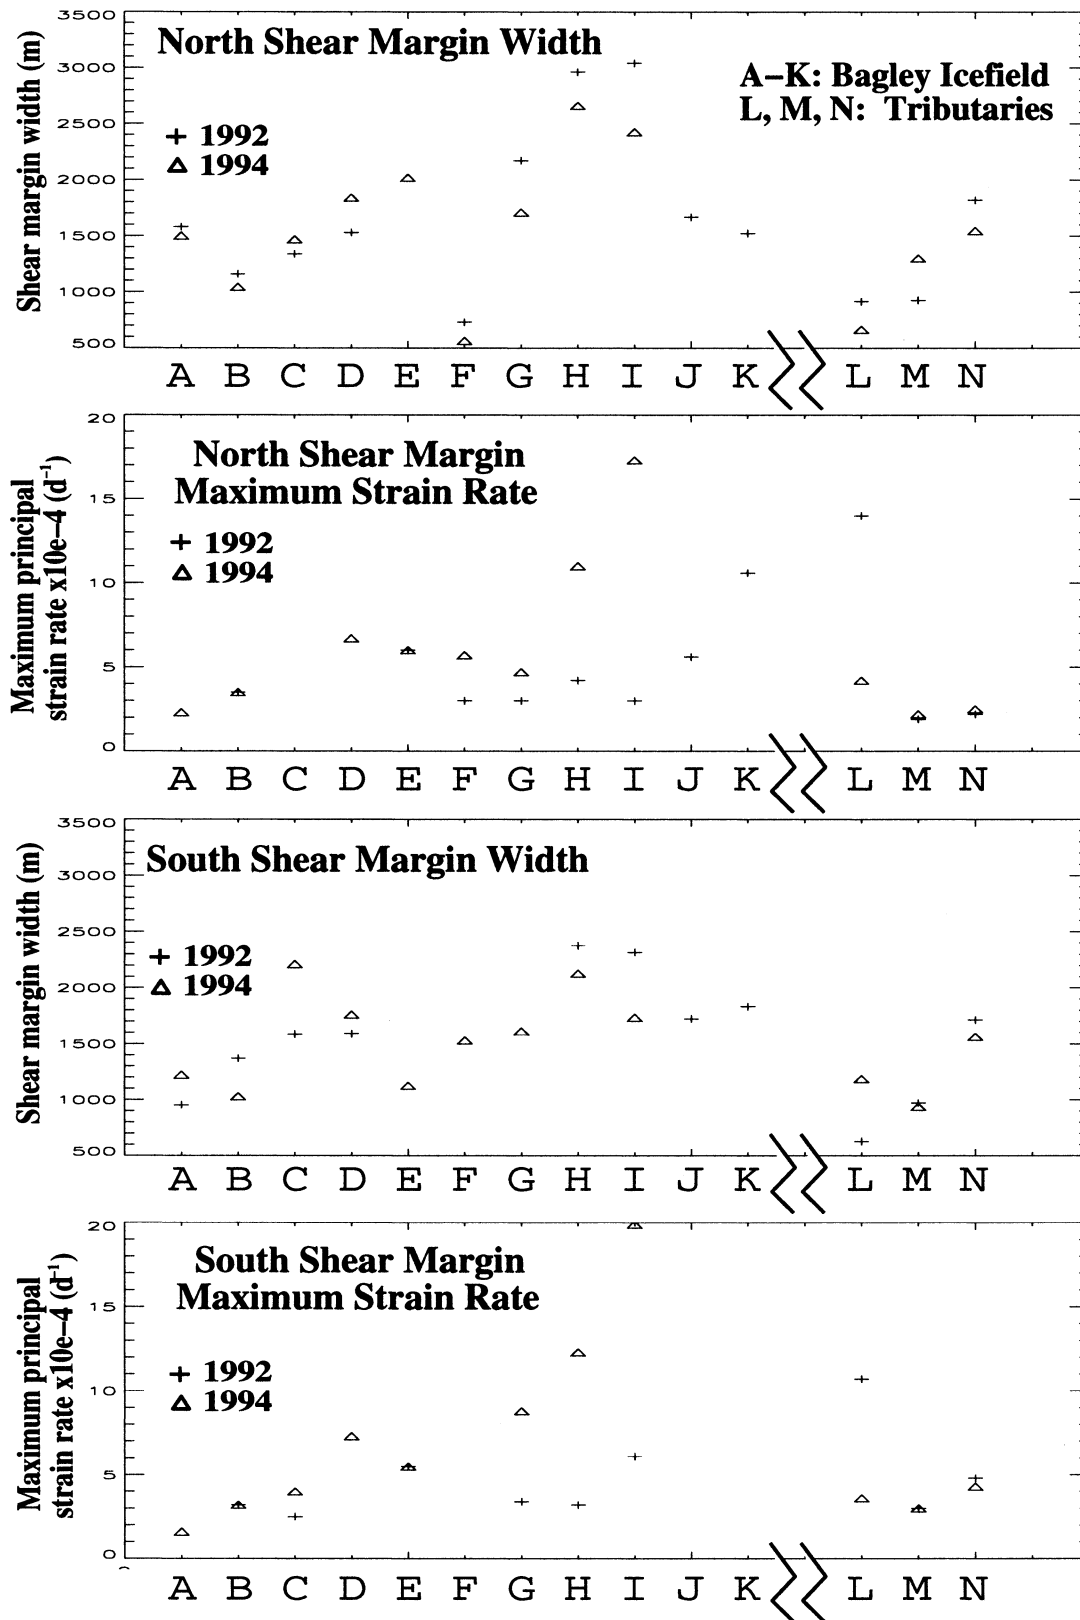 North Shear Margin Width
A–K: Bagley Icefield
L, M, N: Tributaries
+ 1992
△ 1994
Shear margin width (m)
3500
3000
2500
2000
1500
1000
500
A B C D E F G H I J K L M N
North Shear Margin
Maximum Strain Rate
+ 1992
△ 1994
Maximum principal
strain rate x10e–4 (d⁻¹)
20
15
10
5
0
A B C D E F G H I J K L M N
South Shear Margin Width
+ 1992
△ 1994
Shear margin width (m)
3500
3000
2500
2000
1500
1000
500
A B C D E F G H I J K L M N
South Shear Margin
Maximum Strain Rate
+ 1992
△ 1994
Maximum principal
strain rate x10e–4 (d⁻¹)
20
15
10
5
0
A B C D E F G H I J K L M N